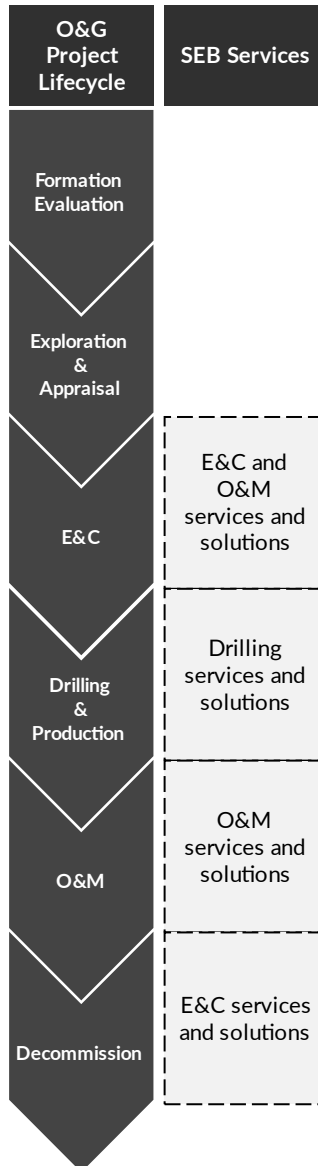 O&G
Project
Lifecycle
SEB Services
Formation
Evaluation
Exploration
&
Appraisal
E&C
E&C and
O&M
services and
solutions
Drilling
&
Production
Drilling
services and
solutions
O&M
O&M
services and
solutions
Decommission
E&C services
and solutions